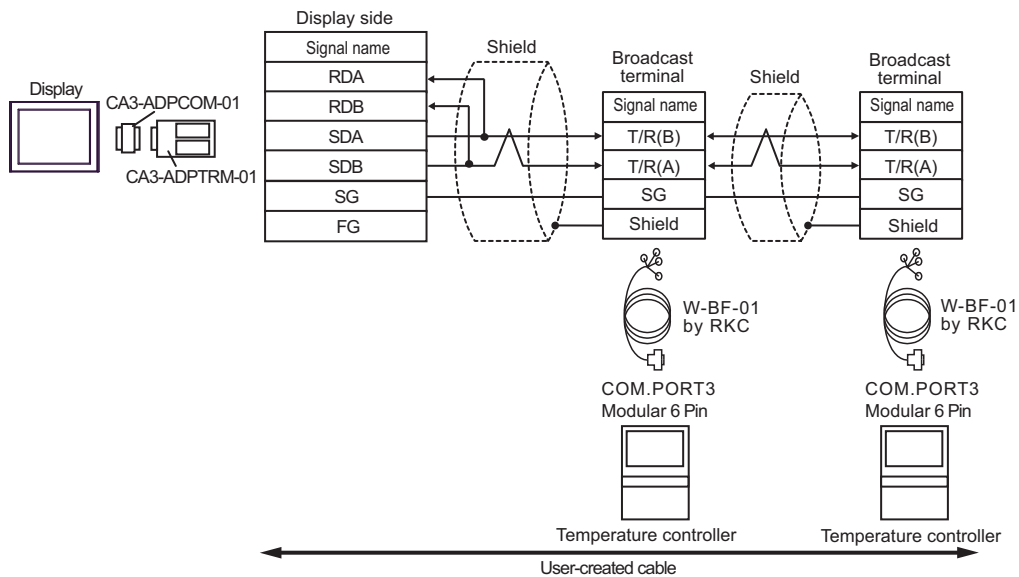 Display side
Signal name
RDA
RDB
SDA
SDB
SG
FG
Display
CA3-ADPCOM-01
CA3-ADPTRM-01
Shield
Broadcast
terminal
Signal name
T/R(B)
T/R(A)
SG
Shield
Shield
Broadcast
terminal
Signal name
T/R(B)
T/R(A)
SG
Shield
W-BF-01
by RKC
COM.PORT3
Modular 6 Pin
Temperature controller
W-BF-01
by RKC
COM.PORT3
Modular 6 Pin
Temperature controller
User-created cable